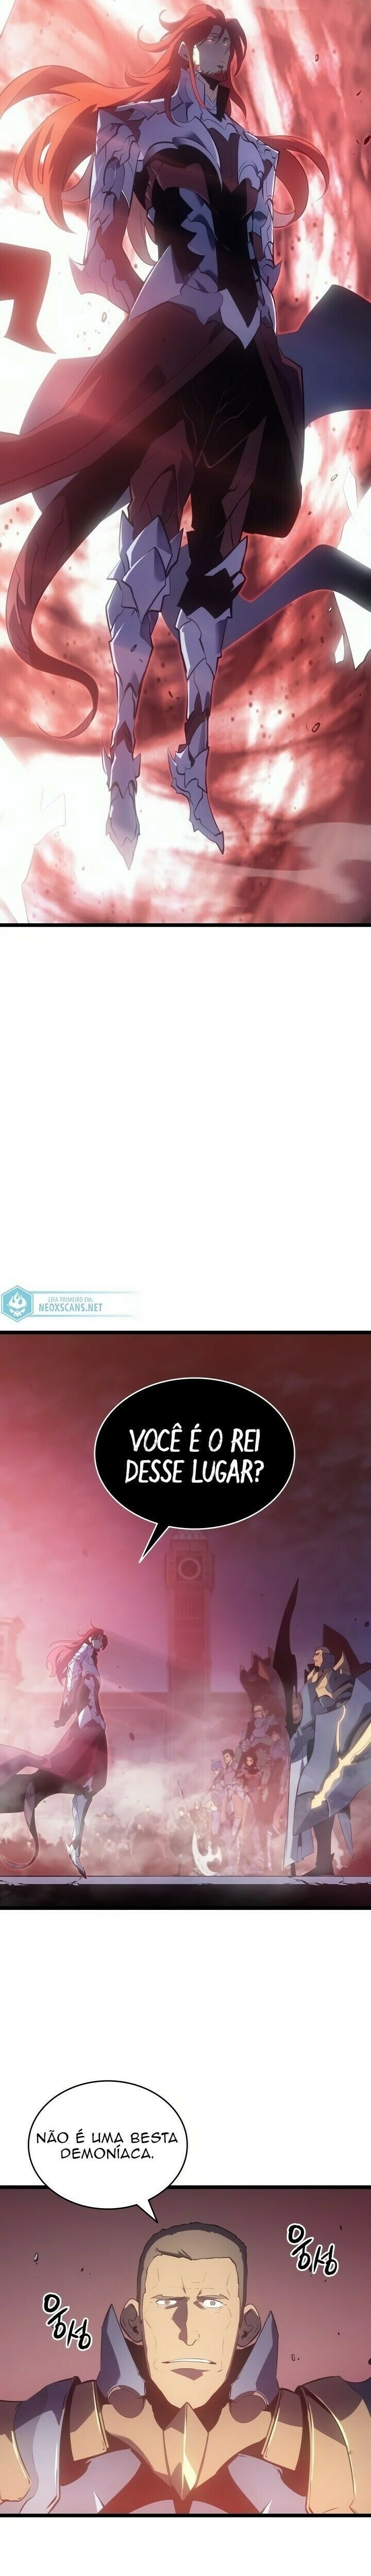 LEIA PRIMEIRO EM:
NEOXSCANS.NET
VOCÊ É O REI
DESSE LUGAR?
NÃO É UMA BESTA
DEMONÍACA.
웅성
웅성